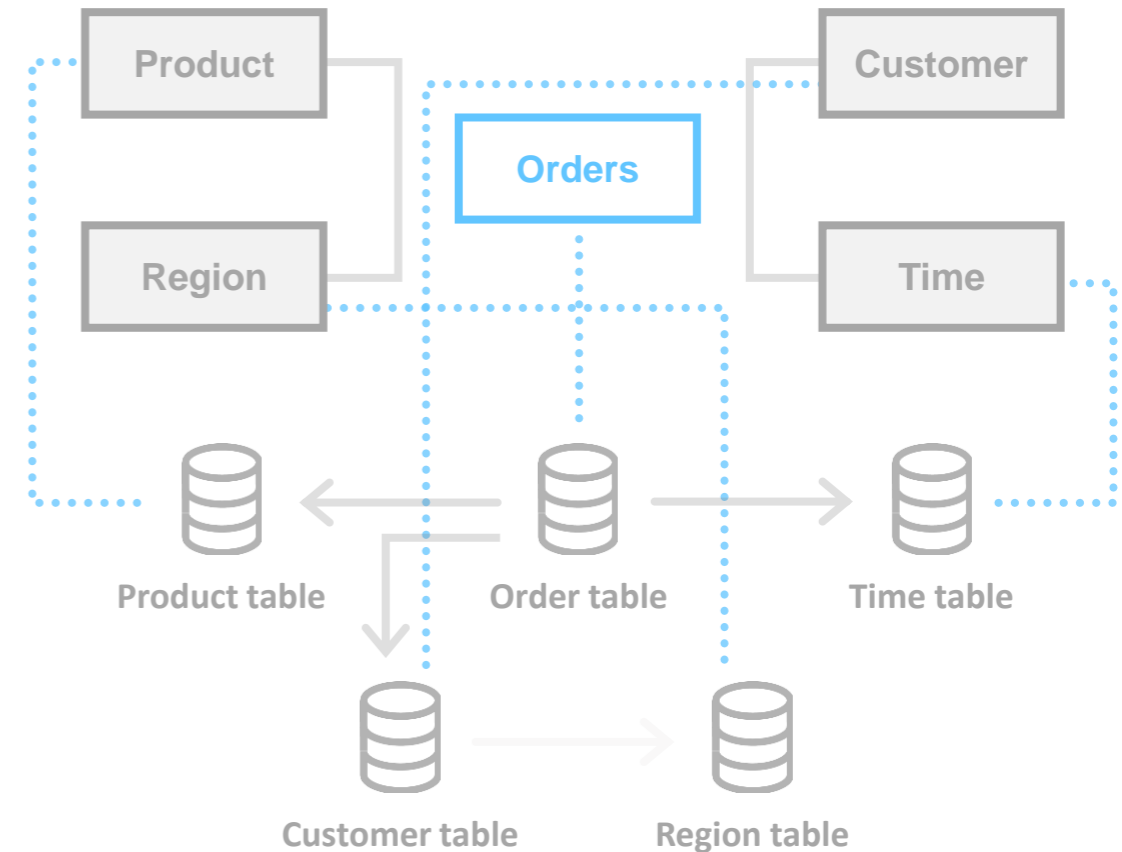 Product
Customer
Orders
Region
Time
Product table
Order table
Time table
Customer table
Region table